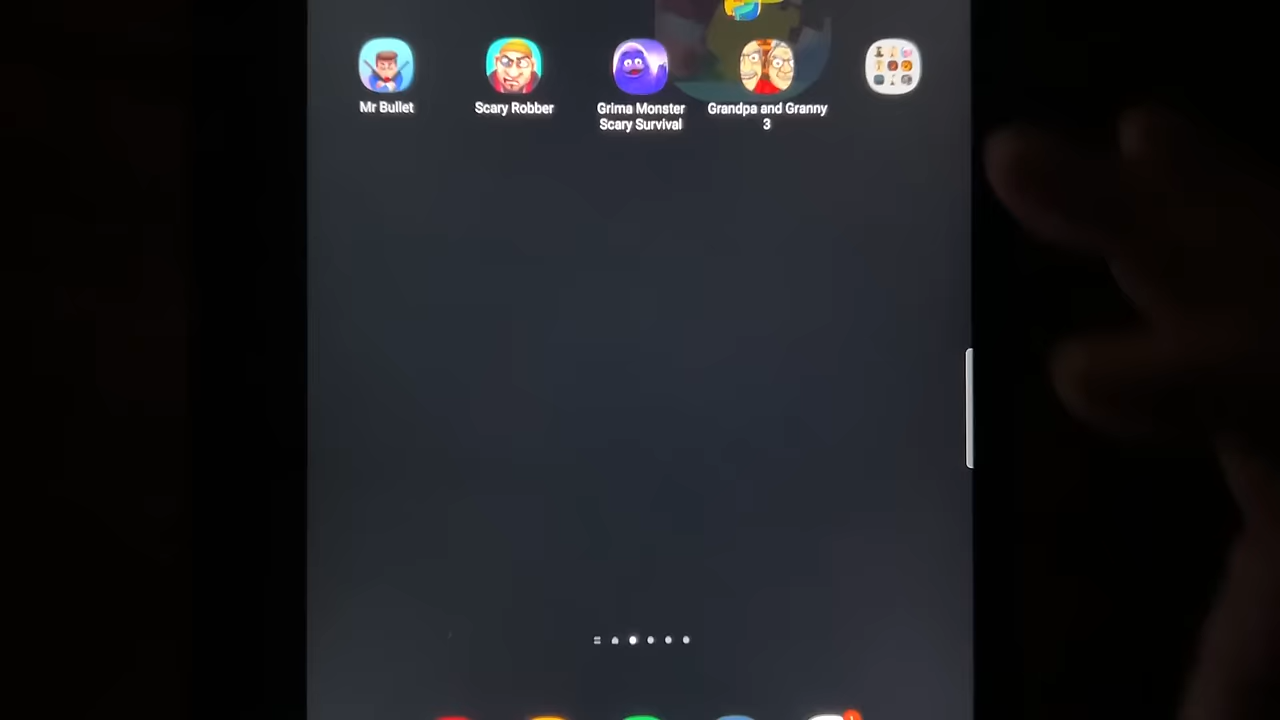 Mr Bullet
Scary Robber
Grima Monster
Scary Survival
Grandpa and Granny
3